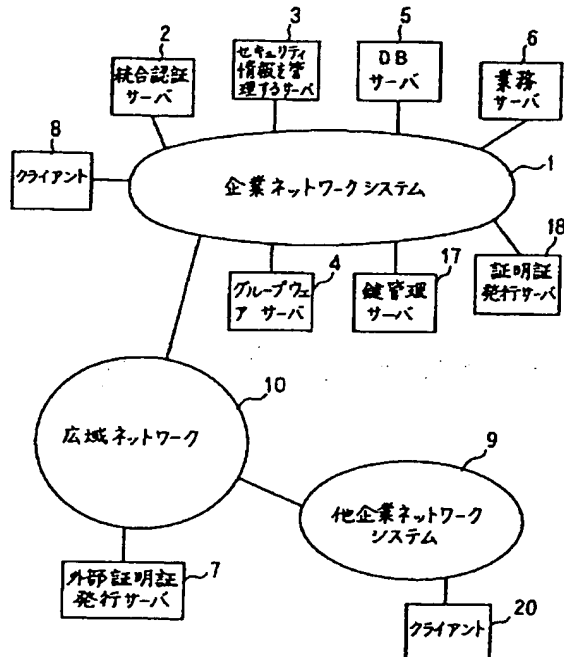 2
統合認証
サーバ
3
セキュリティ
情報を管
理するサーバ
5
DB
サーバ
6
業務
サーバ
8
クライアント
企業ネットワークシステム
1
グループウェ
ア サーバ
4
鍵管理
サーバ
17
証明証
発行サーバ
18
広域ネットワーク
10
他企業ネットワーク
システム
9
外部証明証
発行サーバ
7
クライアント
20